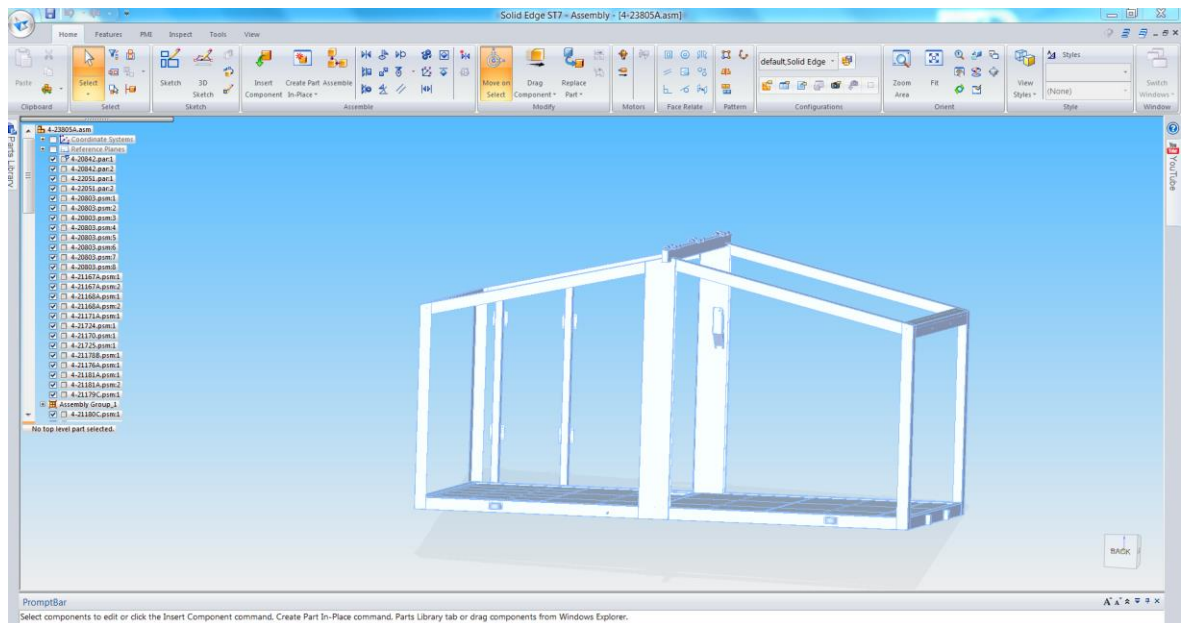 Solid Edge ST7 - Assembly - [4-23805A.asm]
Home Features PMI Inspect Tools View
Paste
Select
Sketch 3D Sketch
Insert Component
Create Part In-Place
Assemble
Move on Select
Drag Component
Replace Part
default,Solid Edge
Zoom Area
Fit
View Styles
Styles
(None)
Switch Windows
Clipboard Select Sketch Assemble Modify Motors Face Relate Pattern Configurations Orient Style Window
Parts Library
YouTube
4-23805A.asm
Coordinate Systems
Reference Planes
4-20842.par:1
4-20842.par:2
4-22051.par:1
4-22051.par:2
4-20803.psm:1
4-20803.psm:2
4-20803.psm:3
4-20803.psm:4
4-20803.psm:5
4-20803.psm:6
4-20803.psm:7
4-20803.psm:8
4-21167A.psm:1
4-21167A.psm:2
4-21168A.psm:1
4-21168A.psm:2
4-21171A.psm:1
4-21724.psm:1
4-21170.psm:1
4-21725.psm:1
4-21178B.psm:1
4-21176A.psm:1
4-21181A.psm:1
4-21181A.psm:2
4-21179C.psm:1
Assembly Group_1
4-21180C.psm:1
No top level part selected.
BACK
PromptBar
Select components to edit or click the Insert Component command, Create Part In-Place command, Parts Library tab or drag components from Windows Explorer.